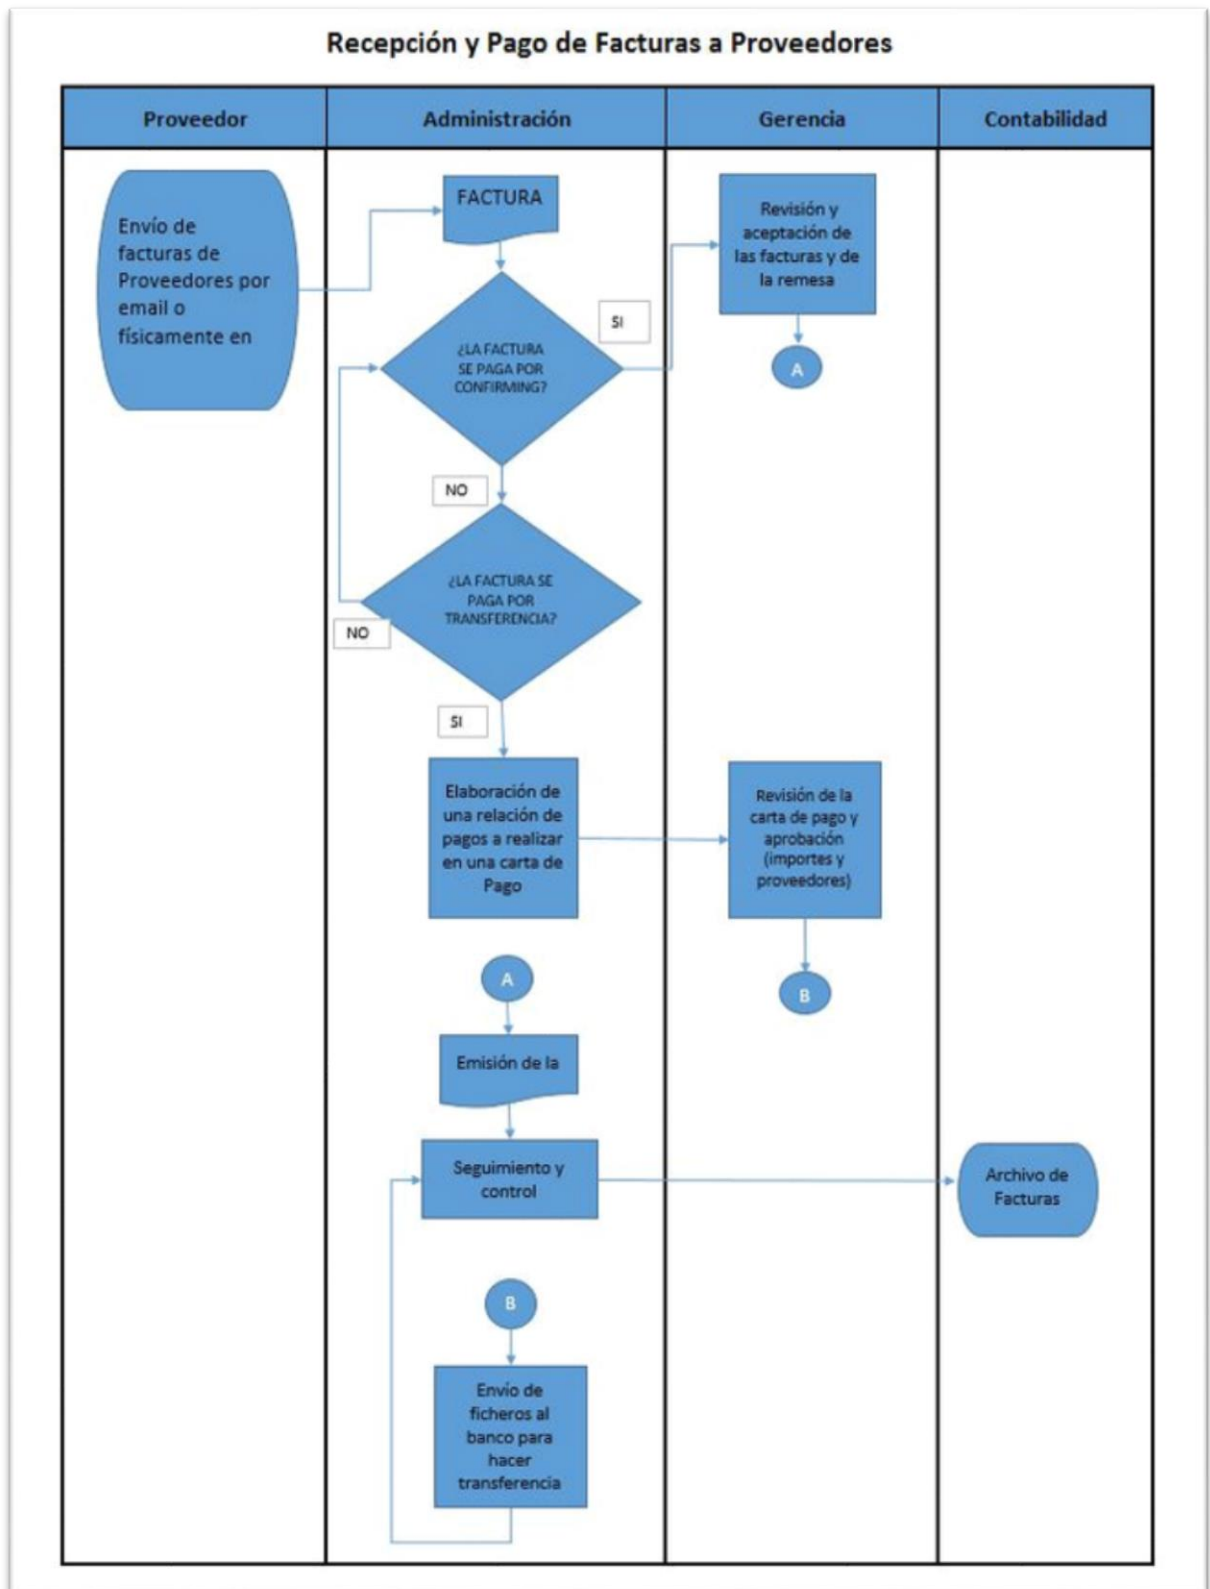 Recepción y Pago de Facturas a Proveedores
Proveedor
Administración
Gerencia
Contabilidad
Envío de
facturas de
Proveedores por
email o
físicamente en
FACTURA
Revisión y
aceptación de
las facturas y de
la remesa
SI
A
¿LA FACTURA
SE PAGA POR
CONFIRMING?
NO
¿LA FACTURA SE
PAGA POR
TRANSFERENCIA?
NO
SI
Elaboración de
una relación de
pagos a realizar
en una carta de
Pago
Revisión de la
carta de pago y
aprobación
(importes y
proveedores)
A
B
Emisión de la
Seguimiento y
control
Archivo de
Facturas
B
Envío de
ficheros al
banco para
hacer
transferencia